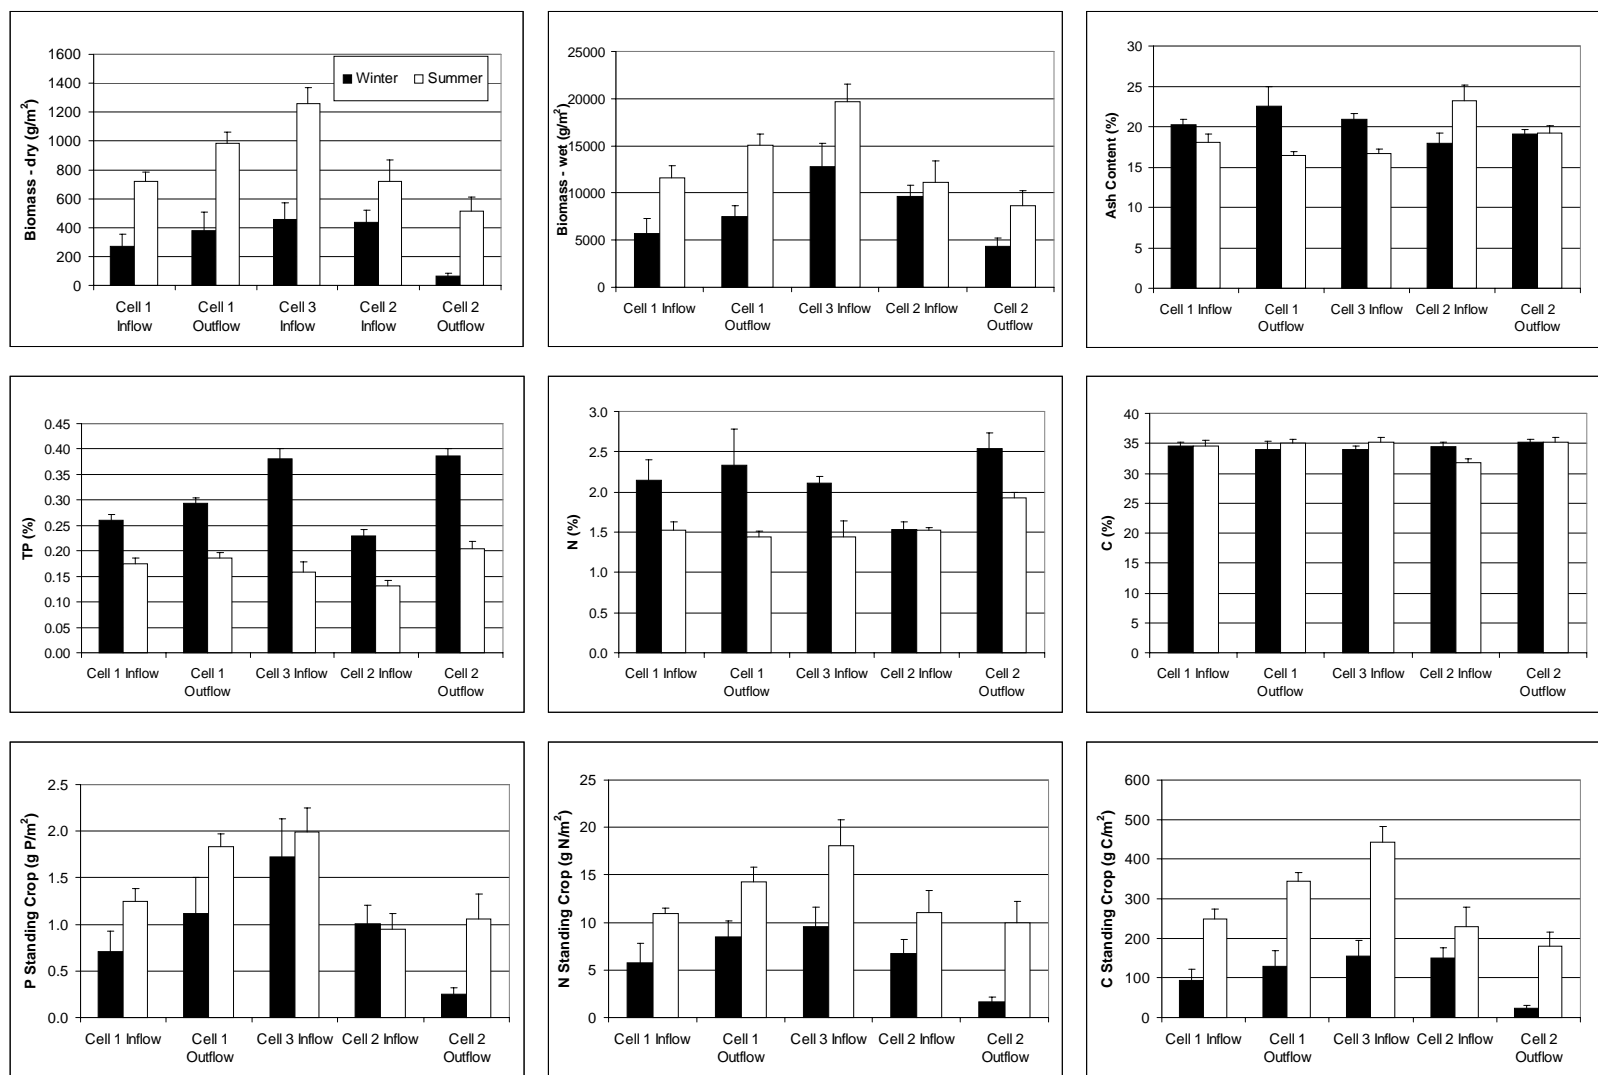 Biomass - dry (g/m²)
1600
1400
1200
1000
800
600
400
200
0
Winter Summer
Cell 1 Cell 1 Cell 3 Cell 2 Cell 2
Inflow Outflow Inflow Inflow Outflow
Biomass - wet (g/m²)
25000
20000
15000
10000
5000
0
Cell 1 Inflow Cell 1 Cell 3 Inflow Cell 2 Inflow Cell 2
Outflow Outflow
Ash Content (%)
30
25
20
15
10
5
0
Cell 1 Inflow Cell 1 Cell 3 Inflow Cell 2 Inflow Cell 2
Outflow Outflow
TP (%)
0.45
0.40
0.35
0.30
0.25
0.20
0.15
0.10
0.05
0.00
Cell 1 Inflow Cell 1 Cell 3 Inflow Cell 2 Inflow Cell 2
Outflow Outflow
N (%)
3.0
2.5
2.0
1.5
1.0
0.5
0.0
Cell 1 Inflow Cell 1 Cell 3 Inflow Cell 2 Inflow Cell 2
Outflow Outflow
C (%)
40
35
30
25
20
15
10
5
0
Cell 1 Inflow Cell 1 Cell 3 Inflow Cell 2 Inflow Cell 2
Outflow Outflow
P Standing Crop (g P/m²)
2.5
2.0
1.5
1.0
0.5
0.0
Cell 1 Inflow Cell 1 Cell 3 Inflow Cell 2 Inflow Cell 2
Outflow Outflow
N Standing Crop (g N/m²)
25
20
15
10
5
0
Cell 1 Inflow Cell 1 Cell 3 Inflow Cell 2 Inflow Cell 2
Outflow Outflow
C Standing Crop (g C/m²)
600
500
400
300
200
100
0
Cell 1 Inflow Cell 1 Cell 3 Inflow Cell 2 Inflow Cell 2
Outflow Outflow